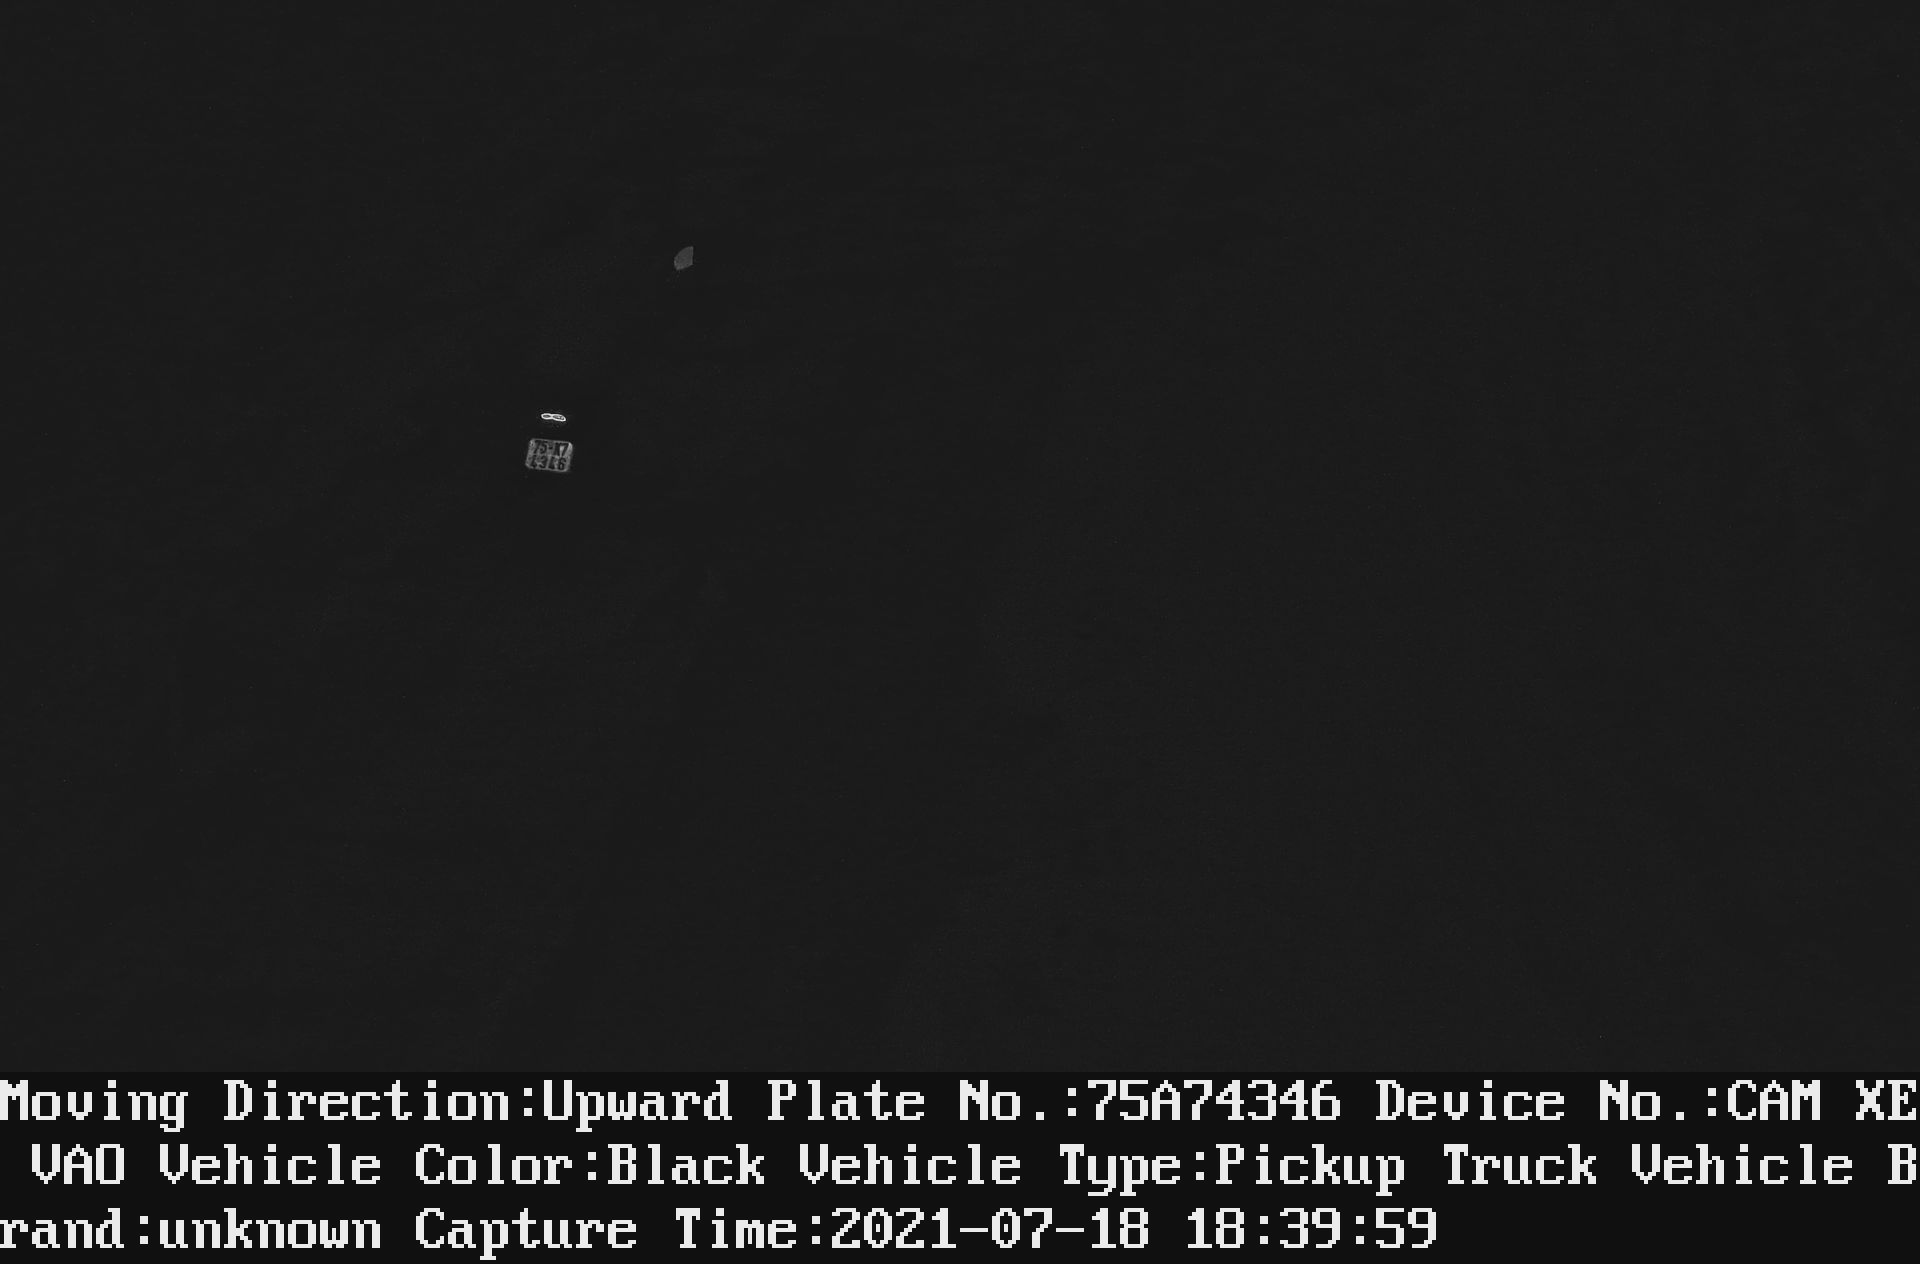 Moving Direction:Upward Plate No.:75A74346 Device No.:CAM XE
VAO Vehicle Color:Black Vehicle Type:Pickup Truck Vehicle B
rand:unknown Capture Time:2021-07-18 18:39:59